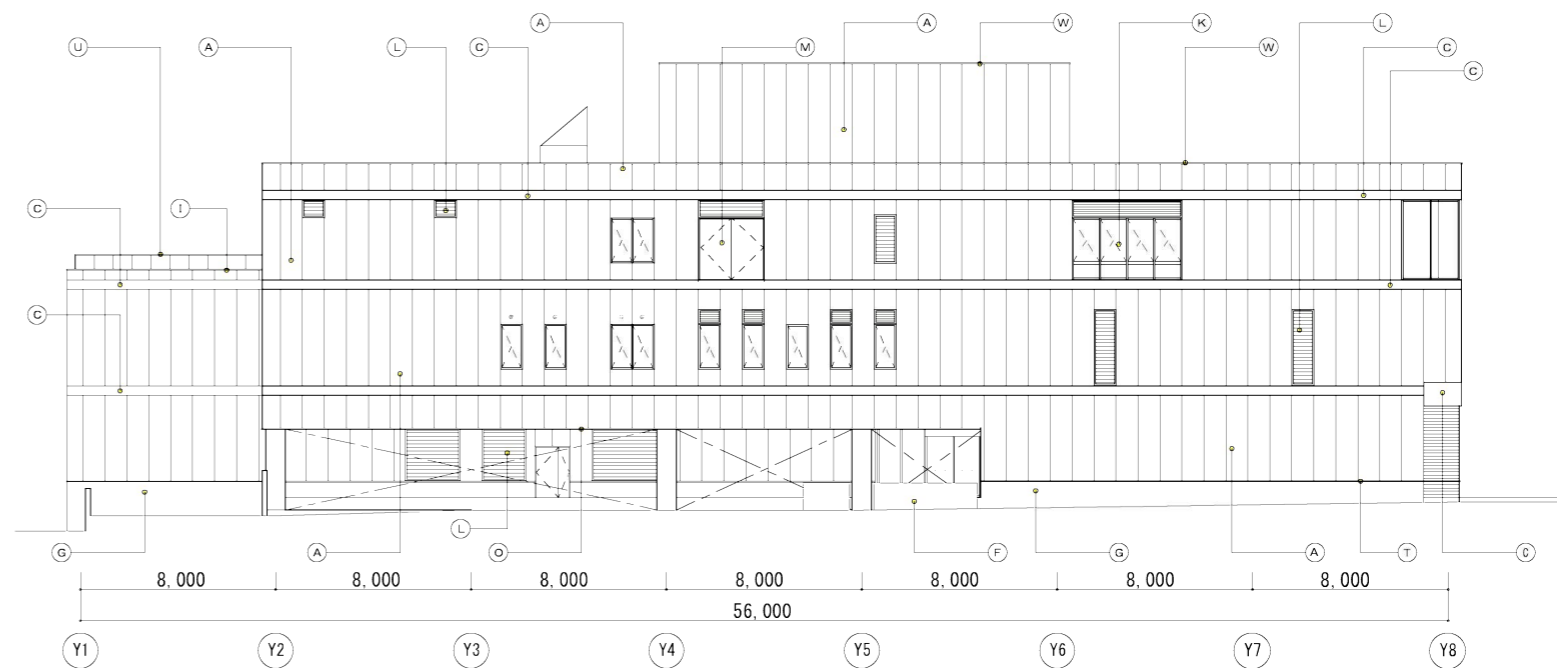 A A W K L
U A L C M W C
C
C I
C
L
G A O F G A T C
8,000 8,000 8,000 8,000 8,000 8,000 8,000
56,000
Y1 Y2 Y3 Y4 Y5 Y6 Y7 Y8